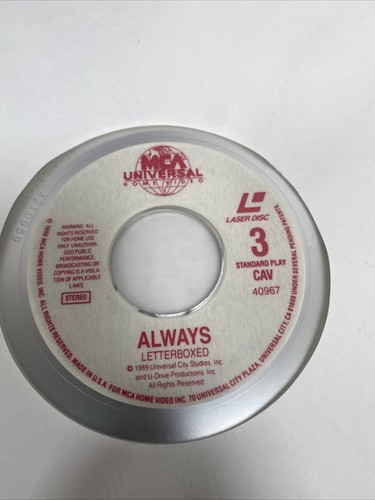 MCA
UNIVERSAL
HOME VIDEO
WARNING: ALL
RIGHTS RESERVED
FOR HOME USE
ONLY. UNAUTHOR-
IZED PUBLIC
PERFORMANCE,
BROADCASTING OR
COPYING IS A VIOLA-
TION OF APPLICABLE
LAWS.
STEREO
LASER DISC
3
STANDARD PLAY
CAV
40967
ALWAYS
LETTERBOXED
© 1989 Universal City Studios, Inc.
and U-Drive Productions Inc.
All Rights Reserved
MCA HOME VIDEO, INC. ALL RIGHTS RESERVED. MADE IN U.S.A. FOR MCA HOME VIDEO INC. 70 UNIVERSAL CITY PLAZA, UNIVERSAL CITY, CA 91608 UNDER SEVERAL PENDING PATENTS.